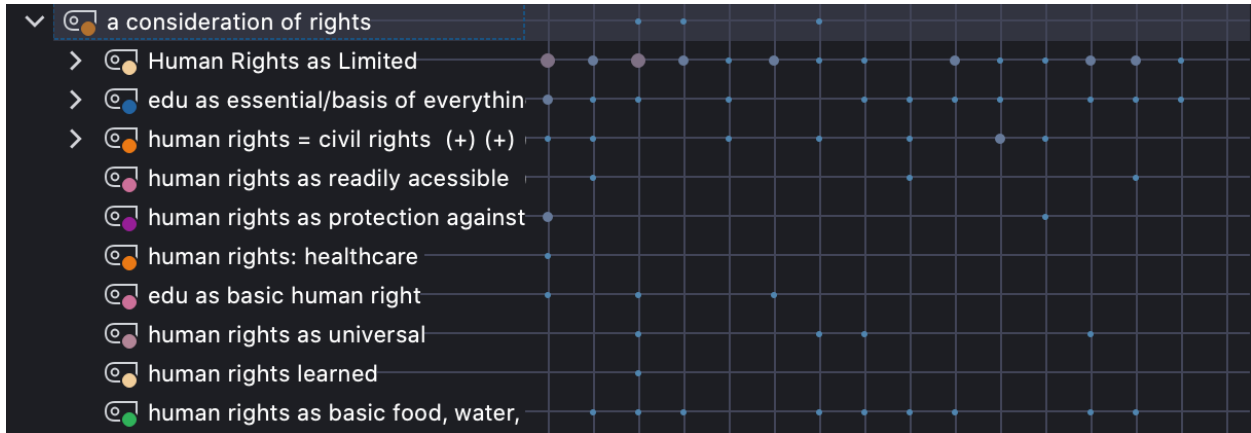 a consideration of rights
Human Rights as Limited
edu as essential/basis of everythin
human rights = civil rights (+) (+)
human rights as readily acessible
human rights as protection against
human rights: healthcare
edu as basic human right
human rights as universal
human rights learned
human rights as basic food, water,